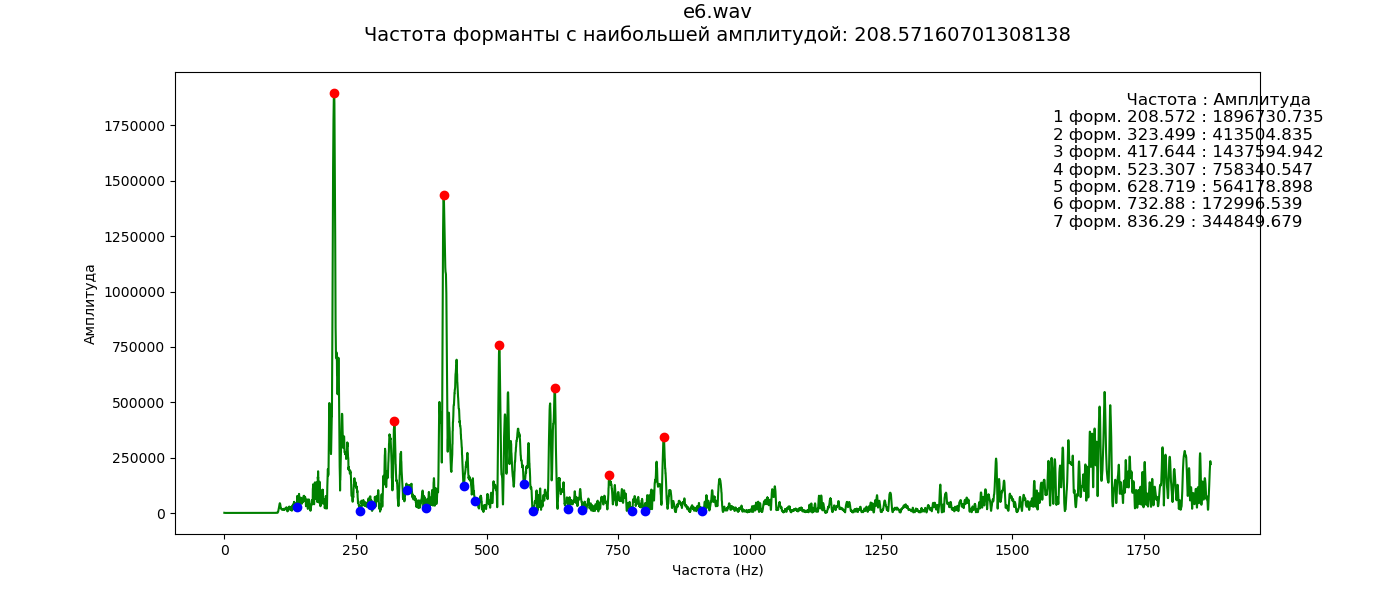 e6.wav
Частота форманты с наибольшей амплитудой: 208.57160701308138
Частота : Амплитуда
1 форм. 208.572 : 1896730.735
2 форм. 323.499 : 413504.835
3 форм. 417.644 : 1437594.942
4 форм. 523.307 : 758340.547
5 форм. 628.719 : 564178.898
6 форм. 732.88 : 172996.539
7 форм. 836.29 : 344849.679
1750000
1500000
1250000
1000000
750000
500000
250000
0
Амплитуда
0 250 500 750 1000 1250 1500 1750
Частота (Hz)